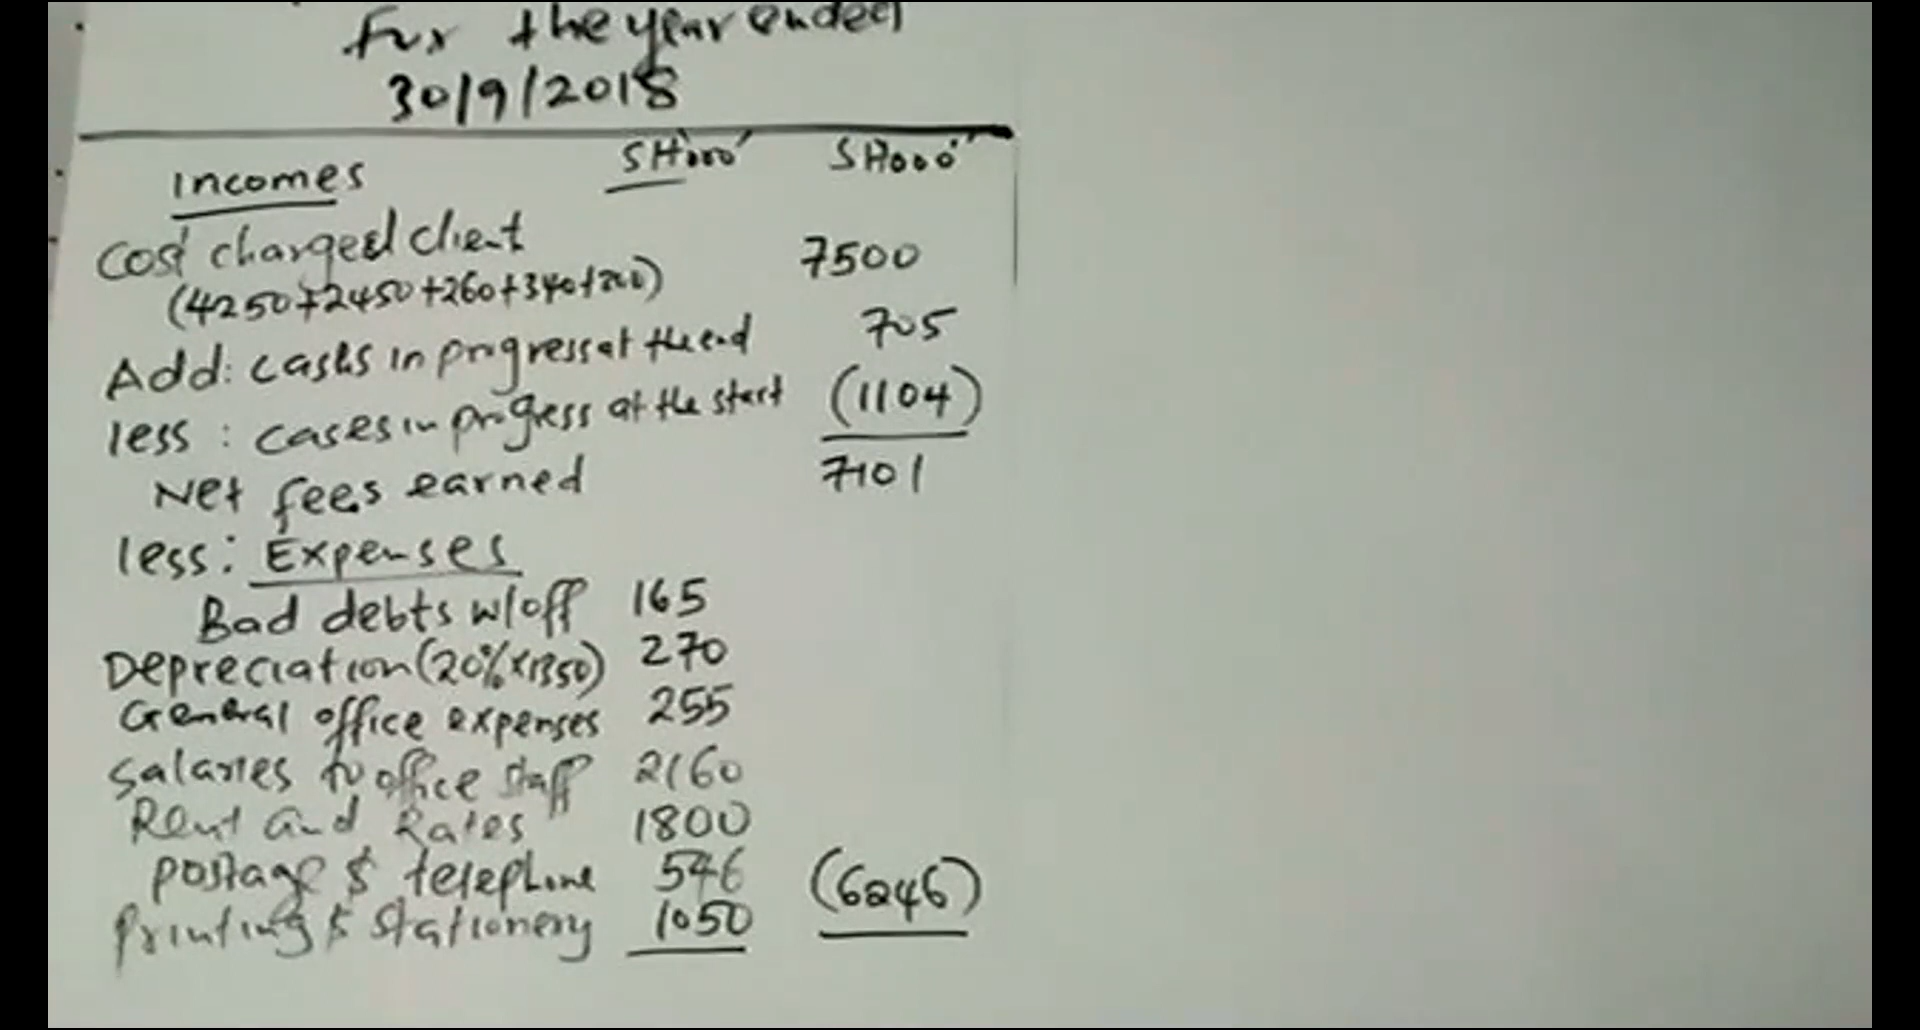 for the year ended
30/9/2018
SH'000' SH000'
Incomes
Cost charged client 7500
(4250+2450+260+340+200)
Add: cashs in progress at the end 705
less: cases in progress at the start (1104)
Net fees earned 7101
less: Expenses
Bad debts w/off 165
Depreciation (20%x1350) 270
General office expenses 255
Salaries to office staff 2160
Rent and Rates 1800
Postage & telephone 546 (6246)
Printing & Stationery 1050